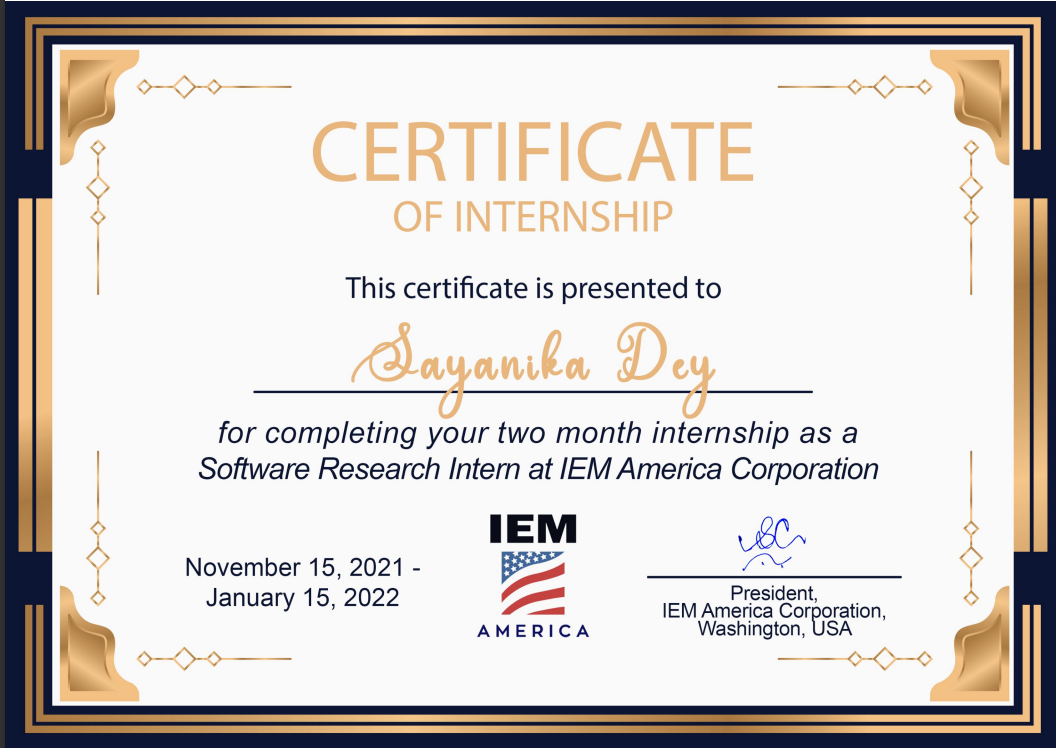 CERTIFICATE
OF INTERNSHIP
This certificate is presented to
Sayanika Dey
for completing your two month internship as a
Software Research Intern at IEM America Corporation
November 15, 2021 -
January 15, 2022
IEM
AMERICA
President,
IEM America Corporation,
Washington, USA